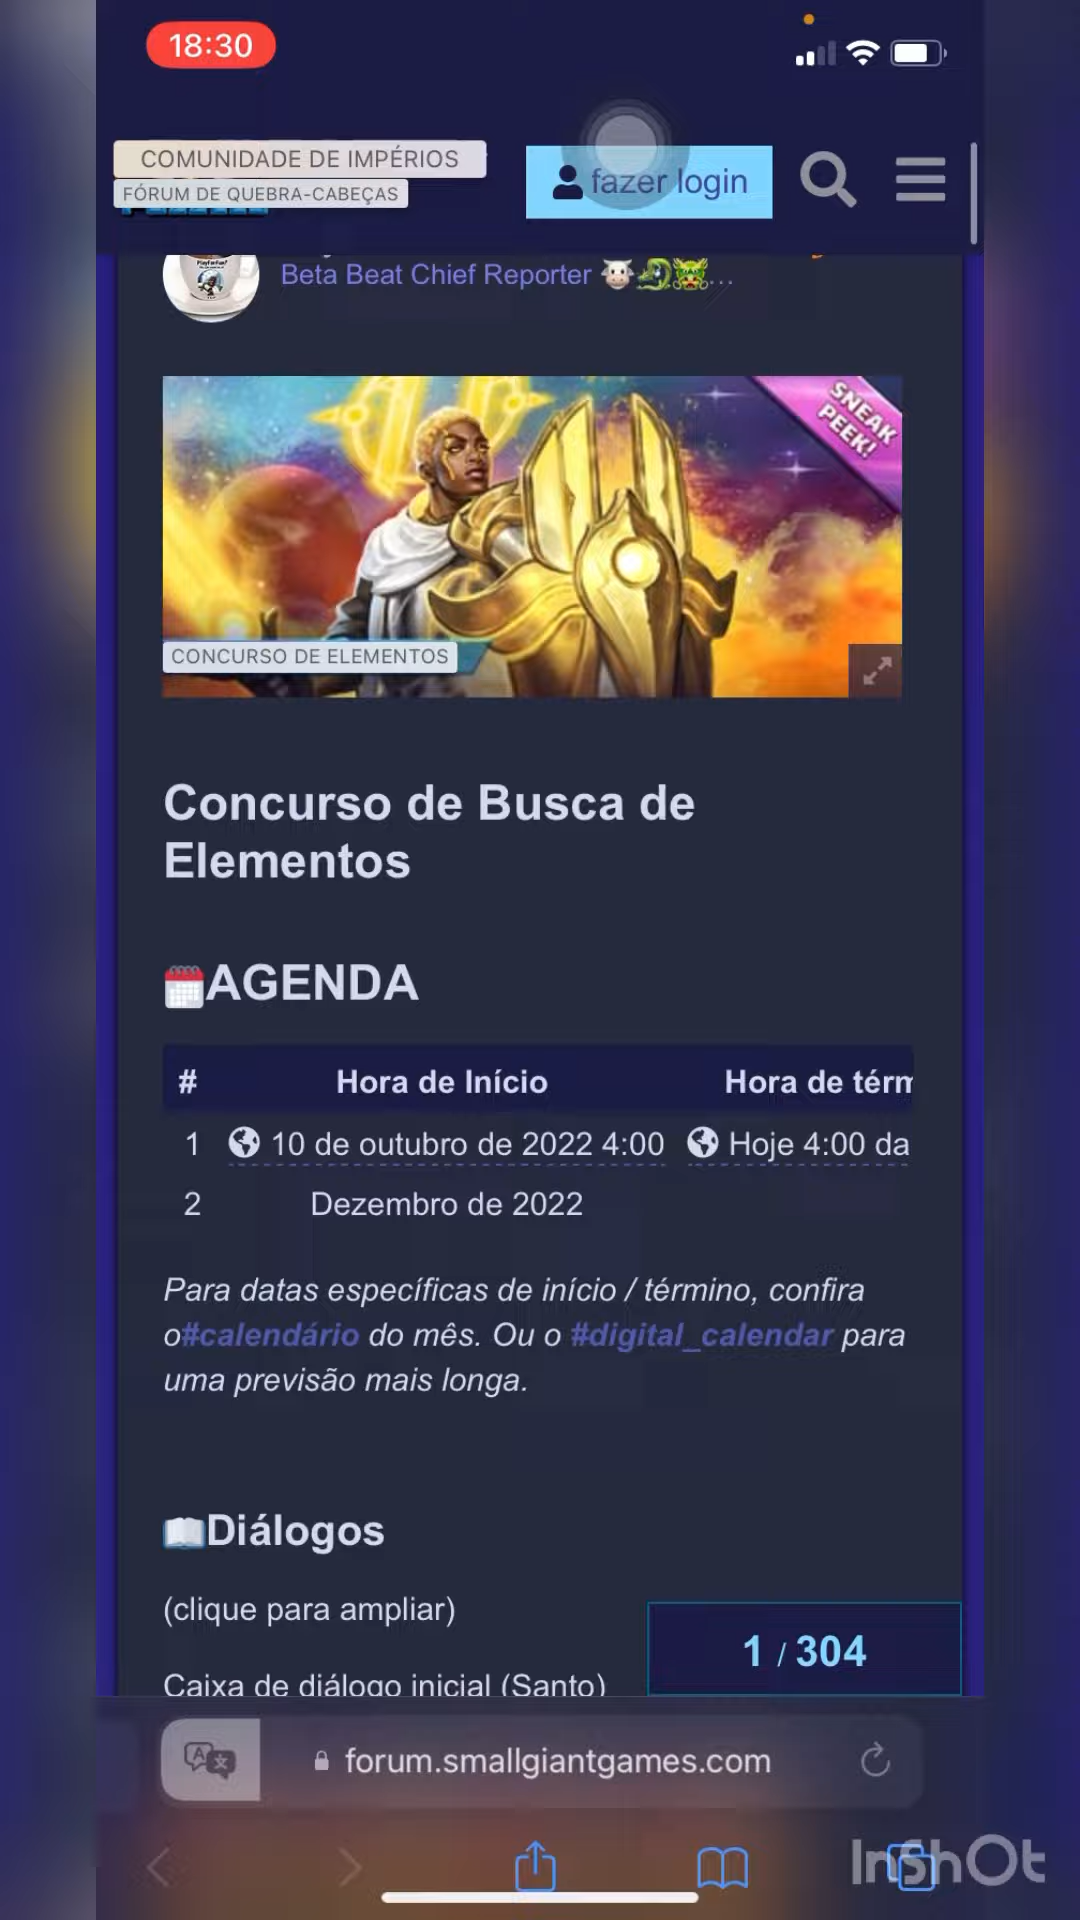 18:30
COMUNIDADE DE IMPÉRIOS
FÓRUM DE QUEBRA-CABEÇAS
fazer login
Beta Beat Chief Reporter 🐮🐉🐲...
SNEAK
PEEK!
CONCURSO DE ELEMENTOS
Concurso de Busca de
Elementos
AGENDA
# Hora de Início Hora de térm
1 10 de outubro de 2022 4:00 Hoje 4:00 da
2 Dezembro de 2022
Para datas específicas de início / término, confira
o#calendário do mês. Ou o #digital_calendar para
uma previsão mais longa.
Diálogos
(clique para ampliar)
1 / 304
Caixa de diálogo inicial (Santo)
forum.smallgiantgames.com
InShOt